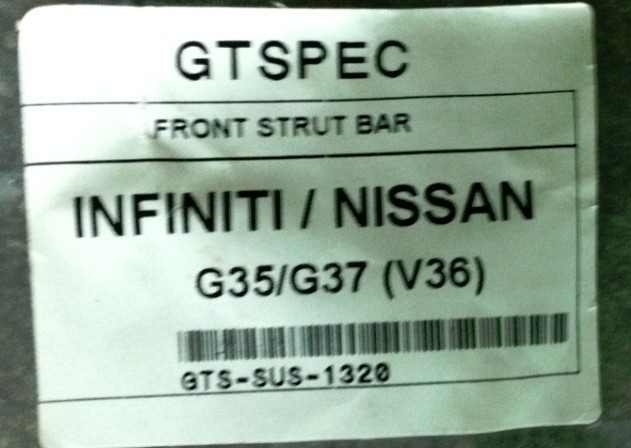 GTSPEC
FRONT STRUT BAR
INFINITI / NISSAN
G35/G37 (V36)
GTS-SUS-1320